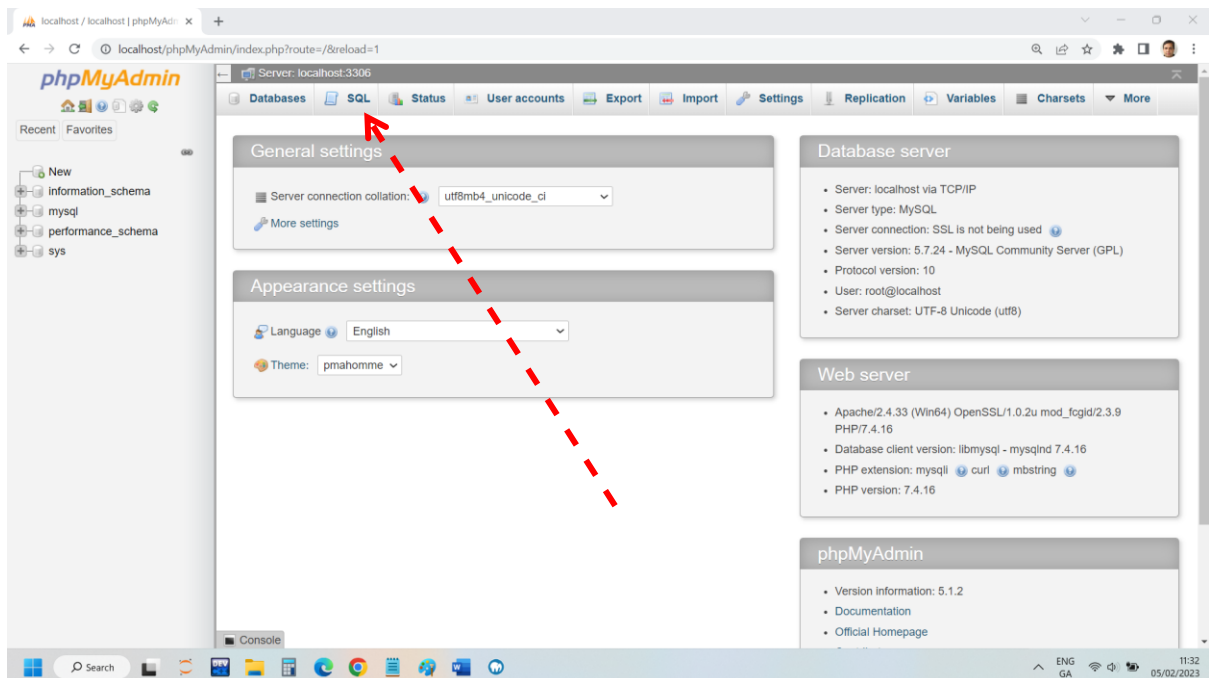 localhost / localhost | phpMyAdm
localhost/phpMyAdmin/index.php?route=/&reload=1
phpMyAdmin
Recent Favorites
New
information_schema
mysql
performance_schema
sys
Server: localhost:3306
Databases SQL Status User accounts Export Import Settings Replication Variables Charsets More
General settings
Server connection collation: utf8mb4_unicode_ci
More settings
Appearance settings
Language English
Theme: pmahomme
Database server
Server: localhost via TCP/IP
Server type: MySQL
Server connection: SSL is not being used
Server version: 5.7.24 - MySQL Community Server (GPL)
Protocol version: 10
User: root@localhost
Server charset: UTF-8 Unicode (utf8)
Web server
Apache/2.4.33 (Win64) OpenSSL/1.0.2u mod_fcgid/2.3.9
PHP/7.4.16
Database client version: libmysql - mysqlnd 7.4.16
PHP extension: mysqli curl mbstring
PHP version: 7.4.16
phpMyAdmin
Version information: 5.1.2
Documentation
Official Homepage
Console
Search
ENG
GA
11:32
05/02/2023